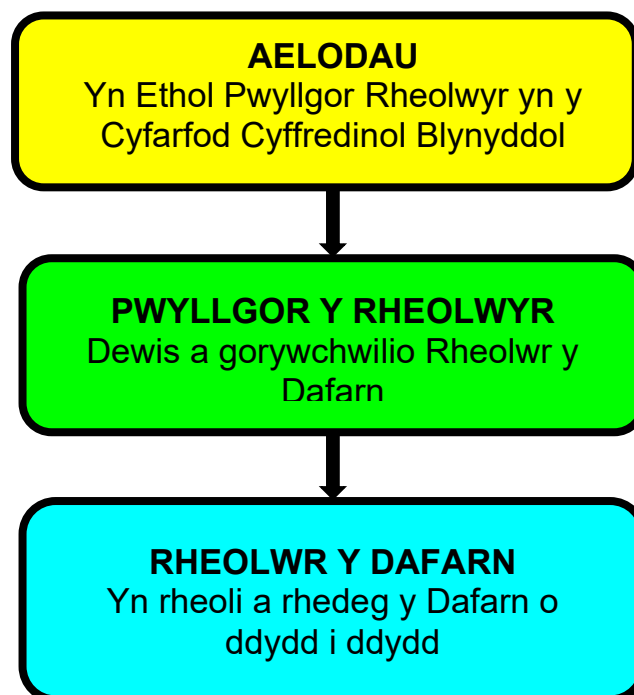 AELODAU
Yn Ethol Pwyllgor Rheolwyr yn y
Cyfarfod Cyffredinol Blynyddol
PWYLLGOR Y RHEOLWYR
Dewis a gorywchwilio Rheolwr y
Dafarn
RHEOLWR Y DAFARN
Yn rheoli a rhedeg y Dafarn o
ddydd i ddydd